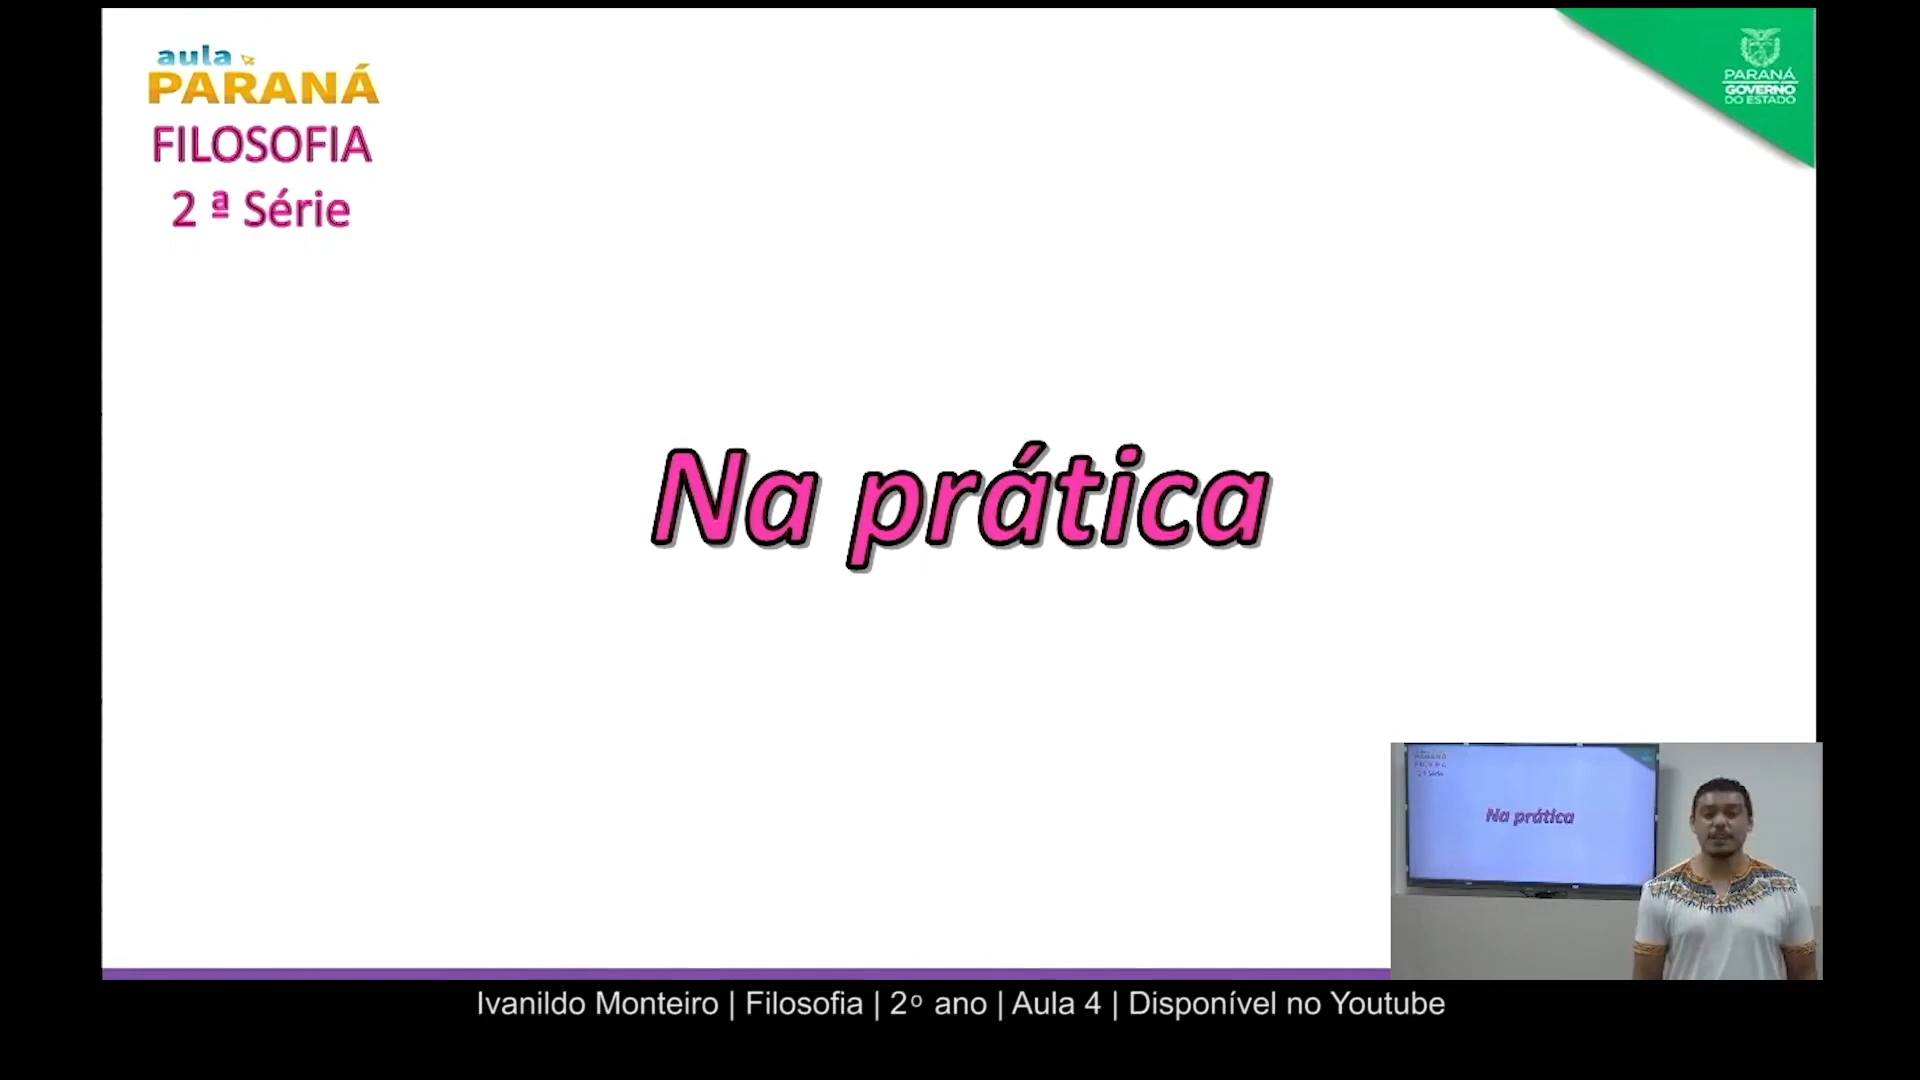 aula
PARANÁ
FILOSOFIA
2 ª Série
PARANÁ
GOVERNO
DO ESTADO
Na prática
Na prática
Ivanildo Monteiro | Filosofia | 2º ano | Aula 4 | Disponível no Youtube